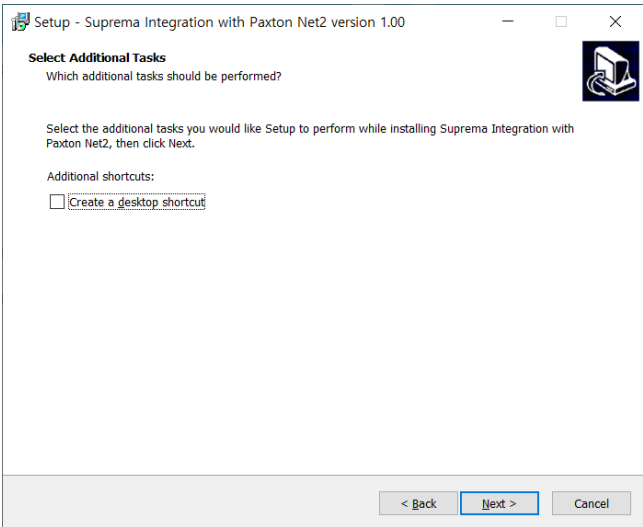 Setup - Suprema Integration with Paxton Net2 version 1.00
Select Additional Tasks
Which additional tasks should be performed?
Select the additional tasks you would like Setup to perform while installing Suprema Integration with
Paxton Net2, then click Next.
Additional shortcuts:
Create a desktop shortcut
< Back
Next >
Cancel